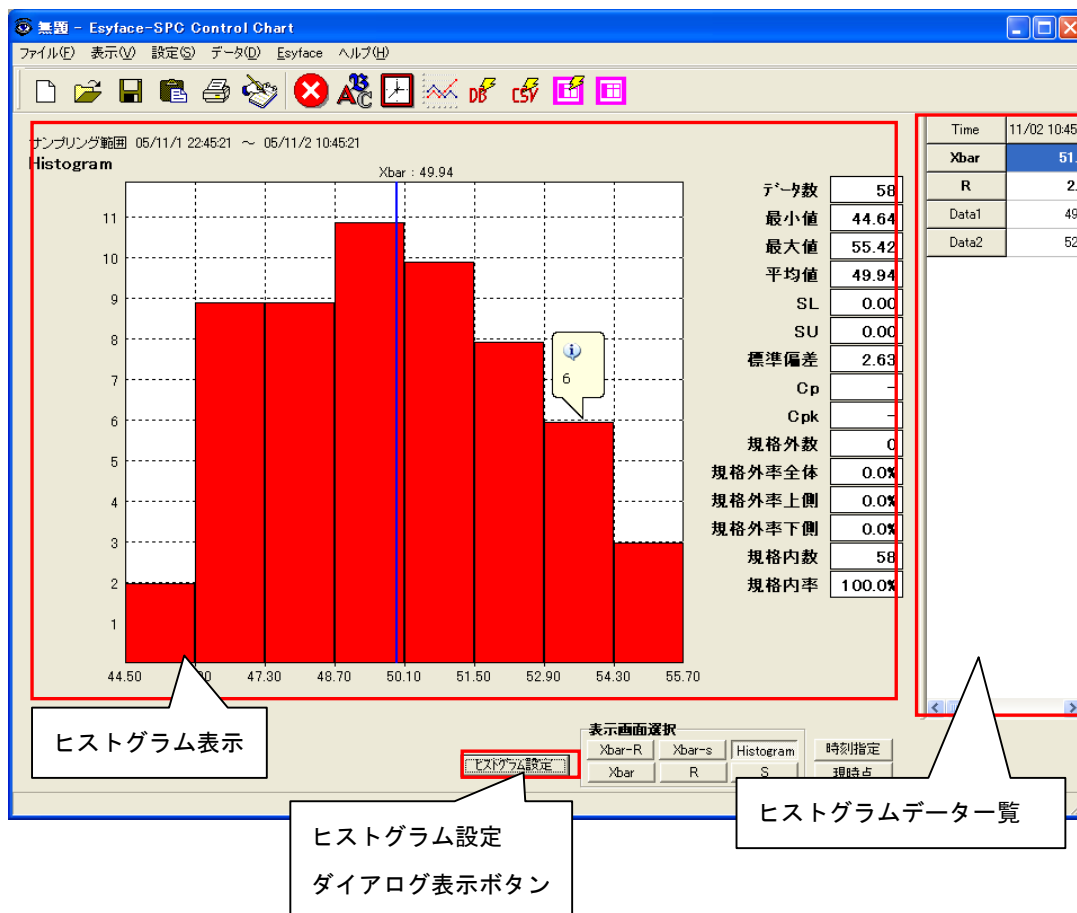 無題 - Esyface-SPC Control Chart
ファイル(F) 表示(V) 設定(S) データ(D) Esyface ヘルプ(H)
ABC DB CSV
サンプリング範囲 05/11/1 22:45:21 ～ 05/11/2 10:45:21
Histogram
Xbar : 49.94
11
10
9
8
7
6
5
4
3
2
1
6
44.50 47.30 48.70 50.10 51.50 52.90 54.30 55.70
データ数 58
最小値 44.64
最大値 55.42
平均値 49.94
SL 0.00
SU 0.00
標準偏差 2.63
Cp -
Cpk -
規格外数 0
規格外率全体 0.0%
規格外率上側 0.0%
規格外率下側 0.0%
規格内数 58
規格内率 100.0%
Time 11/02 10:45
Xbar 51.
R 2.
Data1 49
Data2 52
ヒストグラム表示
ヒストグラム設定
表示画面選択
Xbar-R Xbar-s Histogram
Xbar R S
時刻指定
現時点
ヒストグラムデータ一覧
ヒストグラム設定
ダイアログ表示ボタン